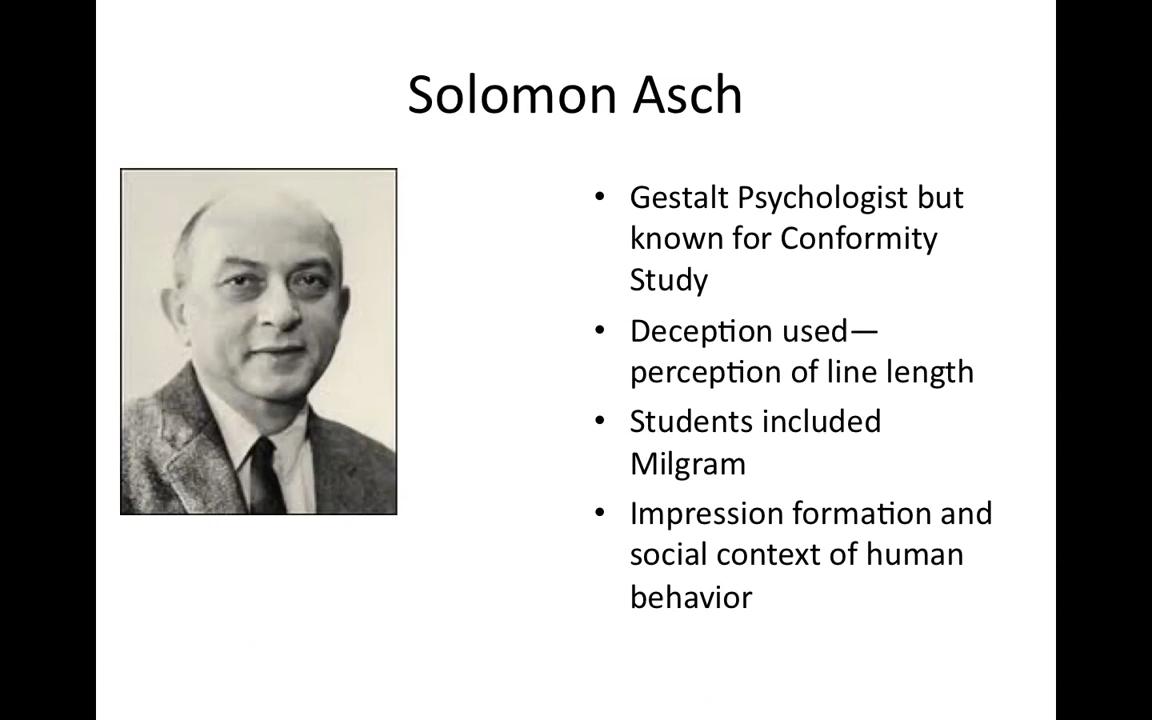 Solomon Asch
• Gestalt Psychologist but
known for Conformity
Study
• Deception used—
perception of line length
• Students included
Milgram
• Impression formation and
social context of human
behavior